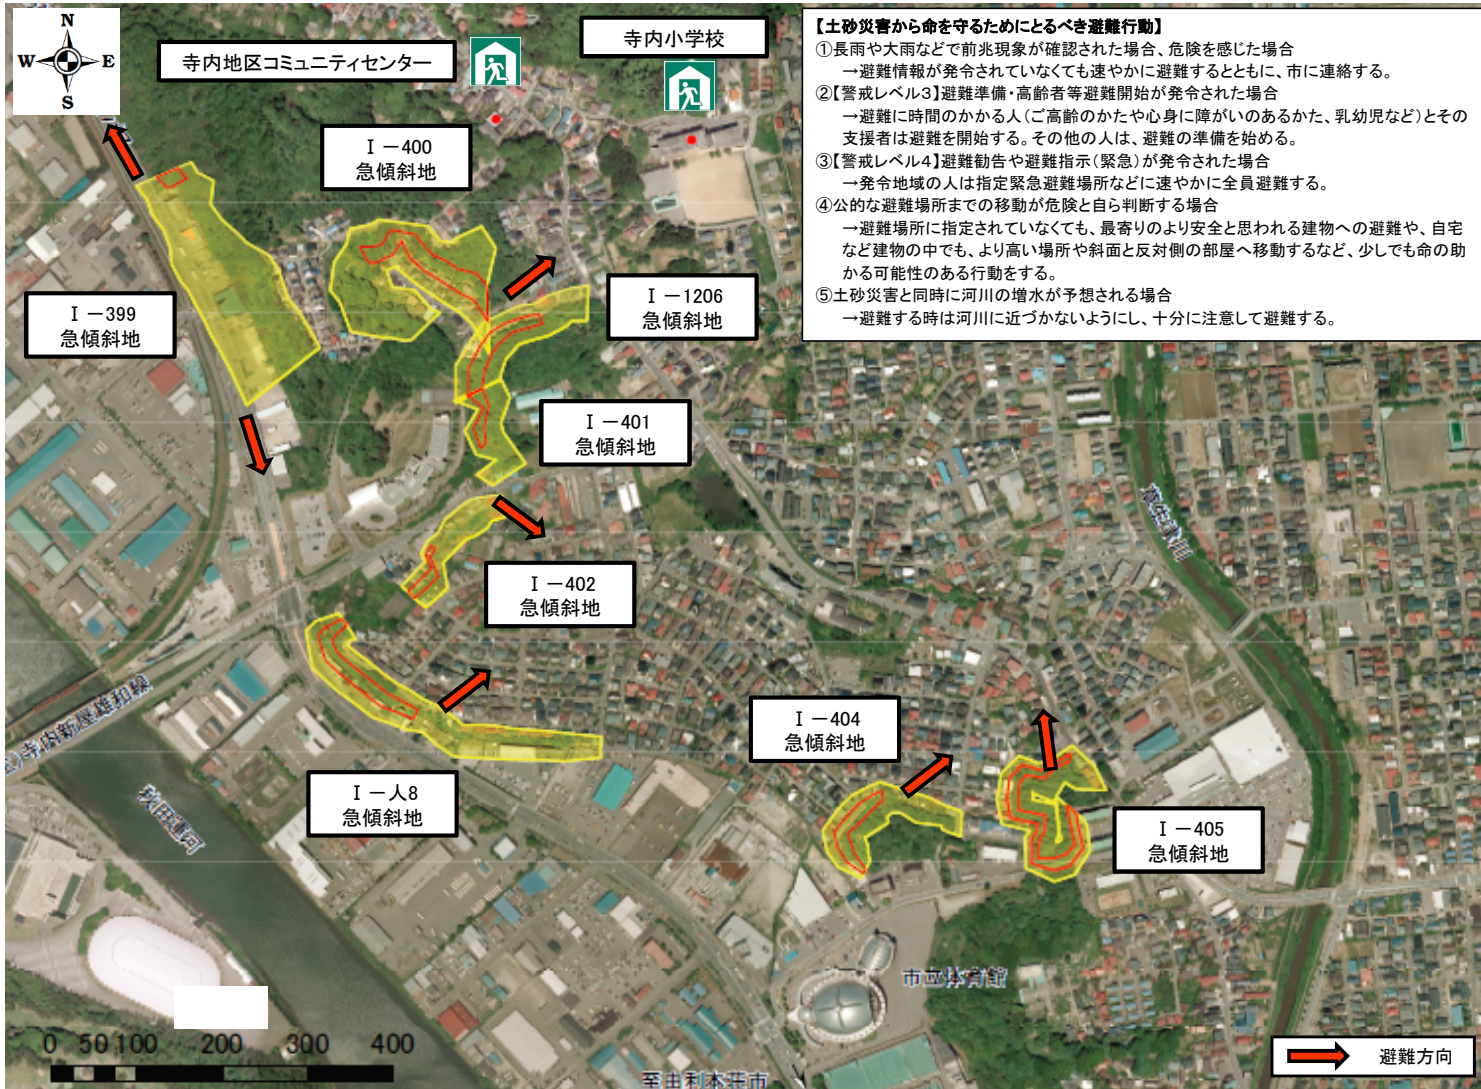 N
W E
S
寺内地区コミュニティセンター
寺内小学校
【土砂災害から命を守るためにとるべき避難行動】
①長雨や大雨などで前兆現象が確認された場合、危険を感じた場合
→避難情報が発令されていなくても速やかに避難するとともに、市に連絡する。
②【警戒レベル3】避難準備・高齢者等避難開始が発令された場合
→避難に時間のかかる人(ご高齢のかたや心身に障がいのあるかた、乳幼児など)とその
支援者は避難を開始する。その他の人は、避難の準備を始める。
③【警戒レベル4】避難勧告や避難指示(緊急)が発令された場合
→発令地域の人は指定緊急避難場所などに速やかに全員避難する。
④公的な避難場所までの移動が危険と自ら判断する場合
→避難場所に指定されていなくても、最寄りのより安全と思われる建物への避難や、自宅
など建物の中でも、より高い場所や斜面と反対側の部屋へ移動するなど、少しでも命の助
かる可能性のある行動をする。
⑤土砂災害と同時に河川の増水が予想される場合
→避難する時は河川に近づかないようにし、十分に注意して避難する。
Ⅰ－400
急傾斜地
Ⅰ－399
急傾斜地
Ⅰ－1206
急傾斜地
Ⅰ－401
急傾斜地
Ⅰ－402
急傾斜地
Ⅰ－404
急傾斜地
Ⅰ－人8
急傾斜地
Ⅰ－405
急傾斜地
)寺内新屋雄和線
秋田運河
市立体育館
至由利本荘市
0 50 100 200 300 400
避難方向